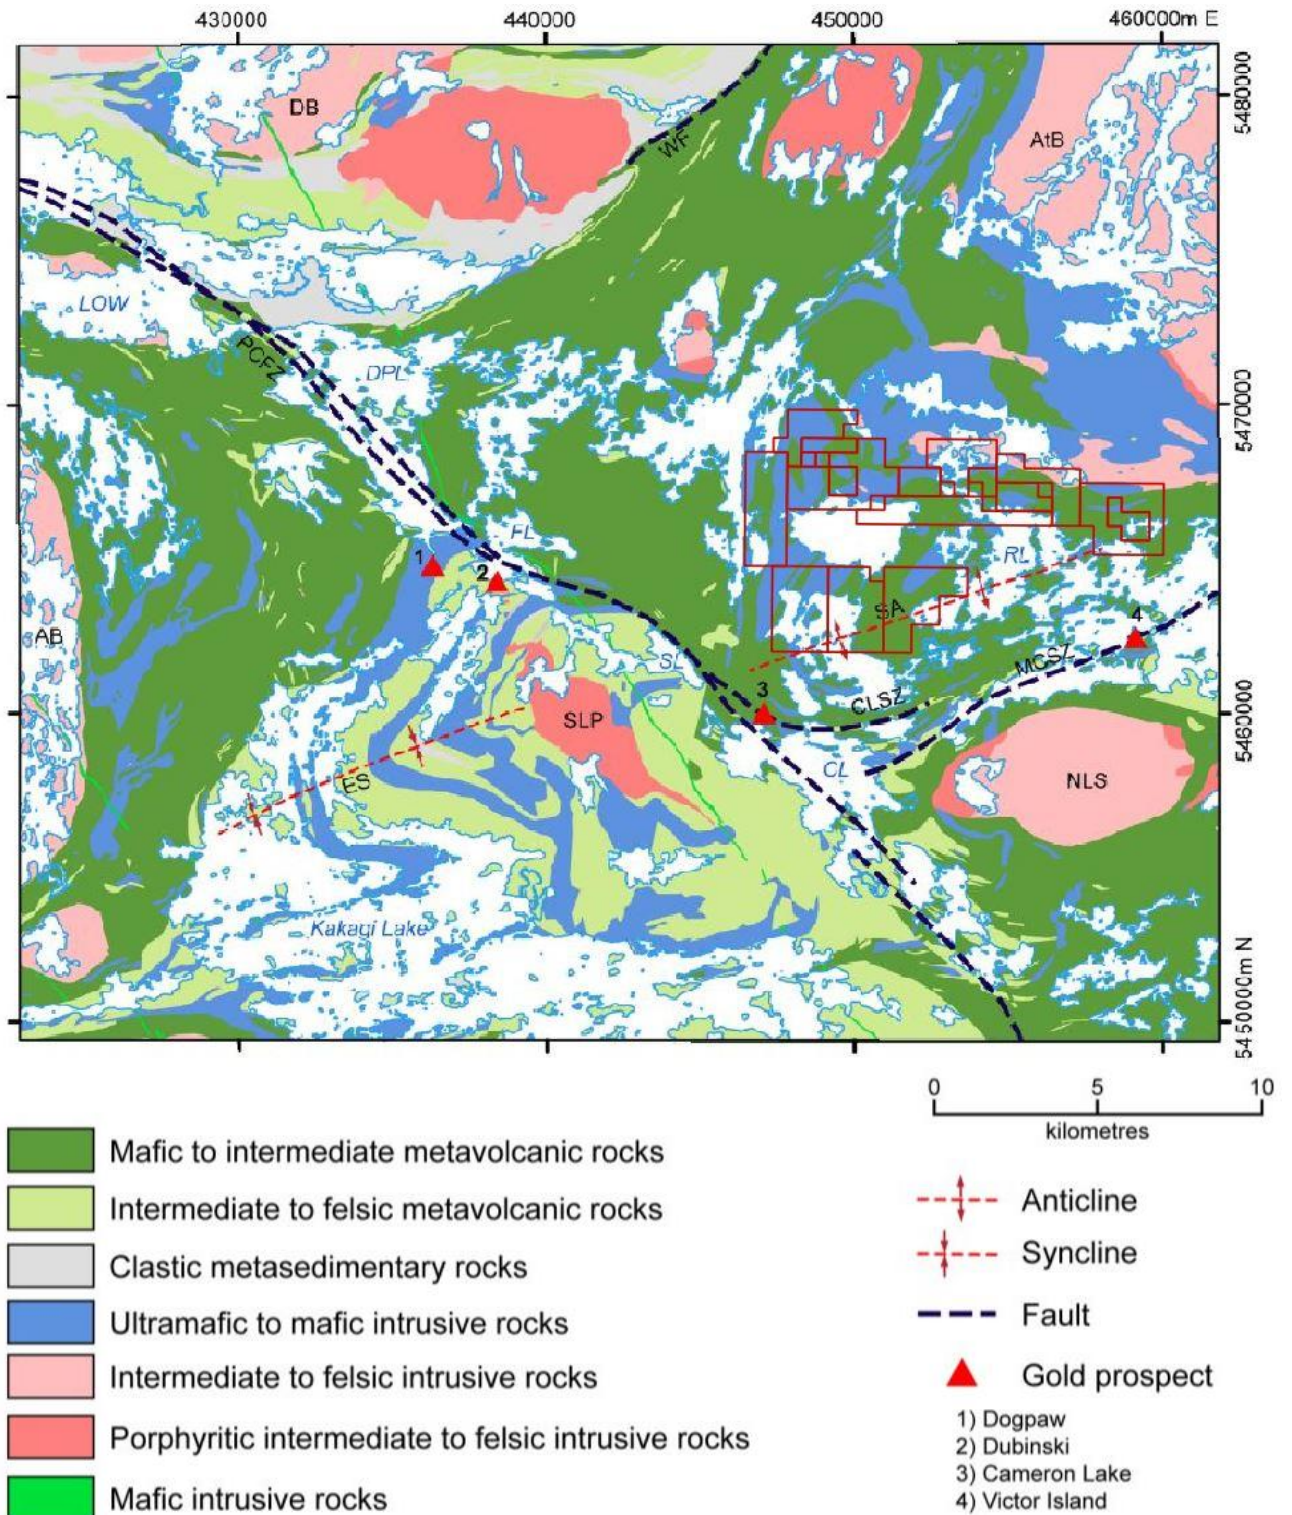 430000 440000 450000 460000m E
5480000
DB
AtB
WF
LOW
PCFZ
DPL
5470000
FL
RL
1
2
SA
4
AB
SL
MCSZ
3
CLSZ
5460000
SLP
CL
NLS
ES
Kakagi Lake
5450000m N
0 5 10
kilometres
Mafic to intermediate metavolcanic rocks
Intermediate to felsic metavolcanic rocks
Clastic metasedimentary rocks
Ultramafic to mafic intrusive rocks
Intermediate to felsic intrusive rocks
Porphyritic intermediate to felsic intrusive rocks
Mafic intrusive rocks
Anticline
Syncline
Fault
Gold prospect
1) Dogpaw
2) Dubinski
3) Cameron Lake
4) Victor Island